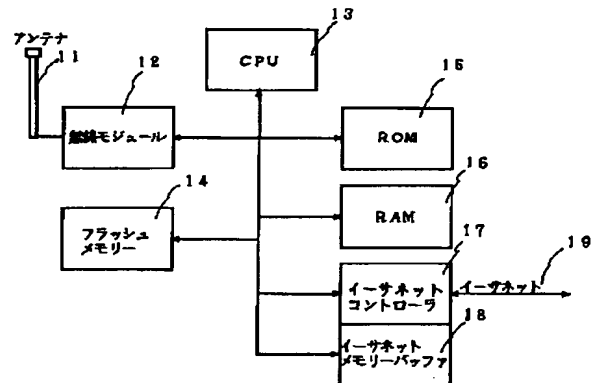 アンテナ
11
12
13
CPU
15
無線モジュール
ROM
14
16
フラッシュ
メモリー
RAM
17
19
イーサネット
コントローラ
イーサネット
18
イーサネット
メモリーバッファ